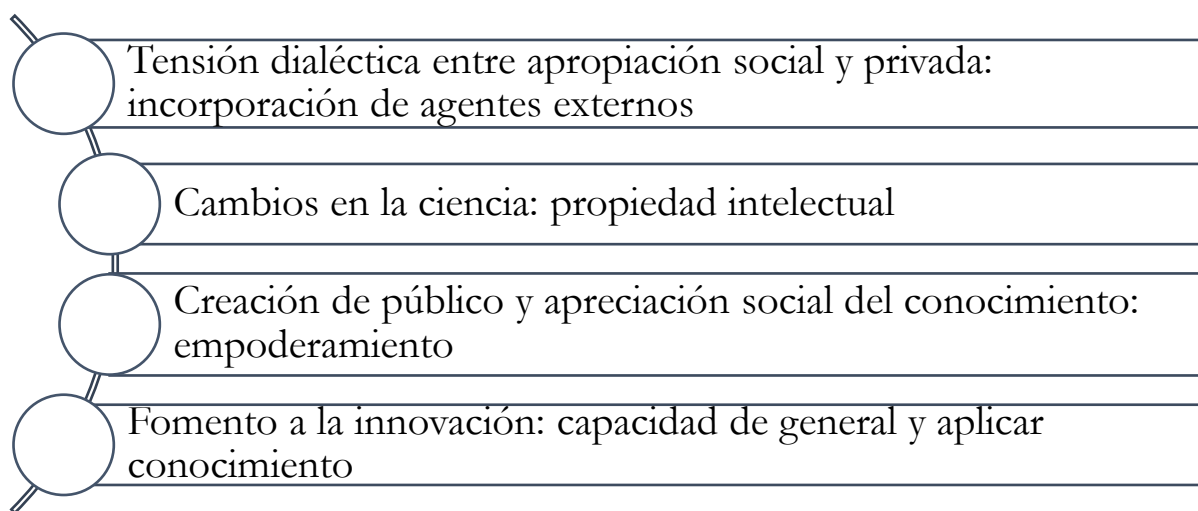 Tensión dialéctica entre apropiación social y privada:
incorporación de agentes externos
Cambios en la ciencia: propiedad intelectual
Creación de público y apreciación social del conocimiento:
empoderamiento
Fomento a la innovación: capacidad de general y aplicar
conocimiento